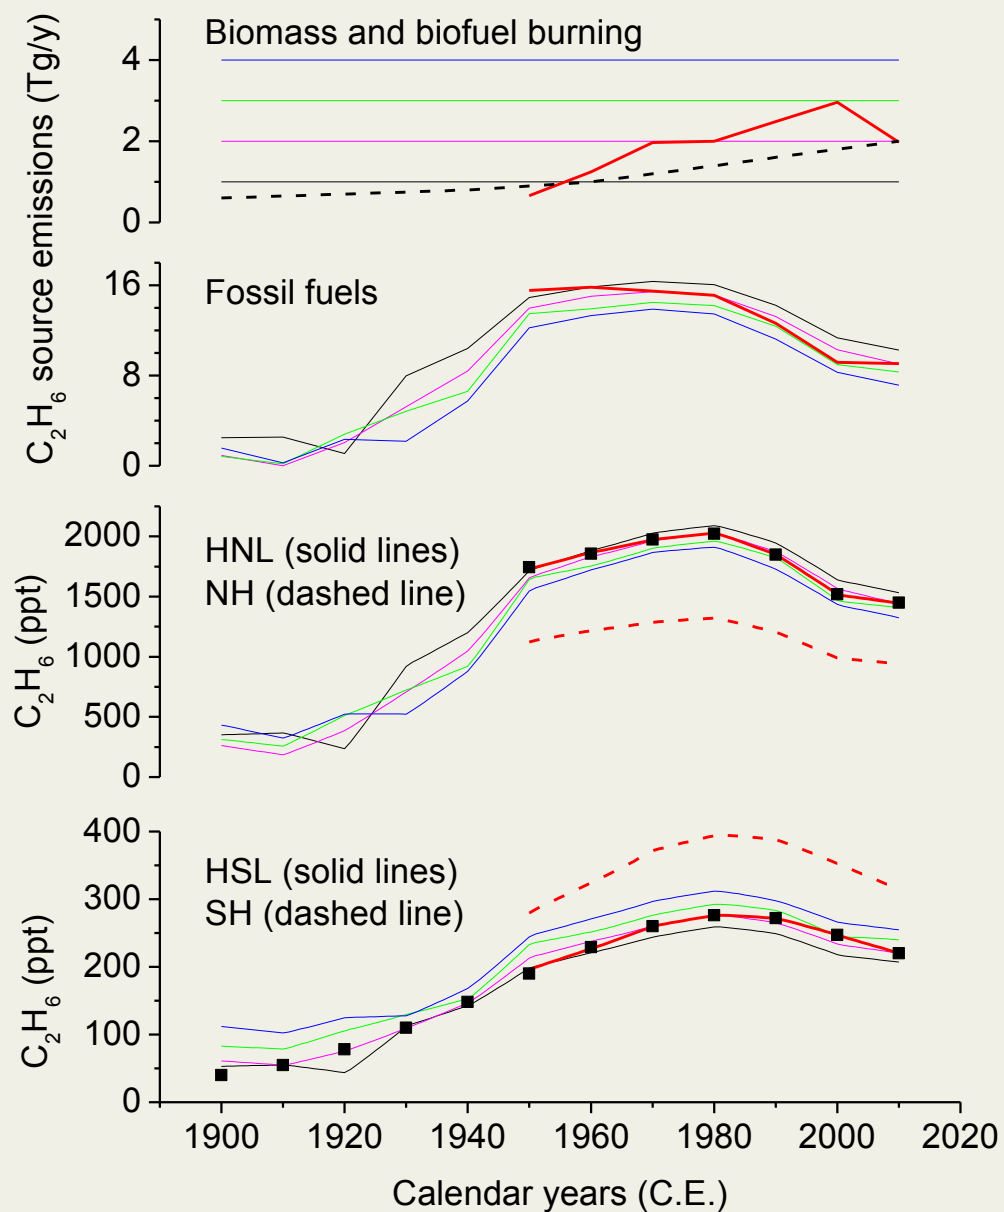 Biomass and biofuel burning
C₂H₆ source emissions (Tg/y)
4
2
0
Fossil fuels
16
8
0
HNL (solid lines)
NH (dashed line)
C₂H₆ (ppt)
2000
1500
1000
500
0
HSL (solid lines)
SH (dashed line)
C₂H₆ (ppt)
400
300
200
100
0
1900 1920 1940 1960 1980 2000 2020
Calendar years (C.E.)